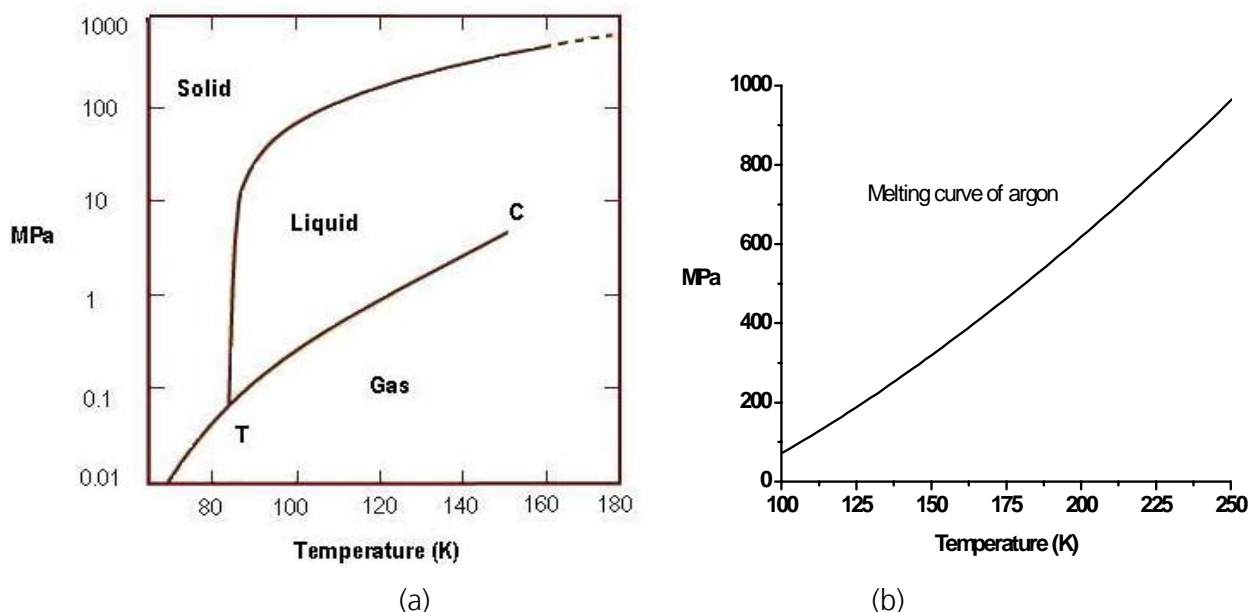 1000
Solid
100
10
MPa
Liquid
C
1
Gas
0.1
T
0.01
80 100 120 140 160 180
Temperature (K)
(a)
1000
800
Melting curve of argon
600
MPa
400
200
0
100 125 150 175 200 225 250
Temperature (K)
(b)